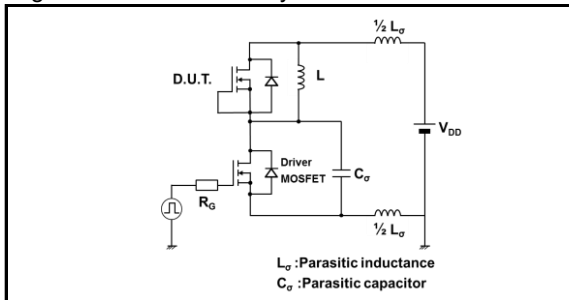 ½ Lσ
D.U.T.
L
VDD
Driver
MOSFET
Cσ
RG
½ Lσ
Lσ :Parasitic inductance
Cσ :Parasitic capacitor